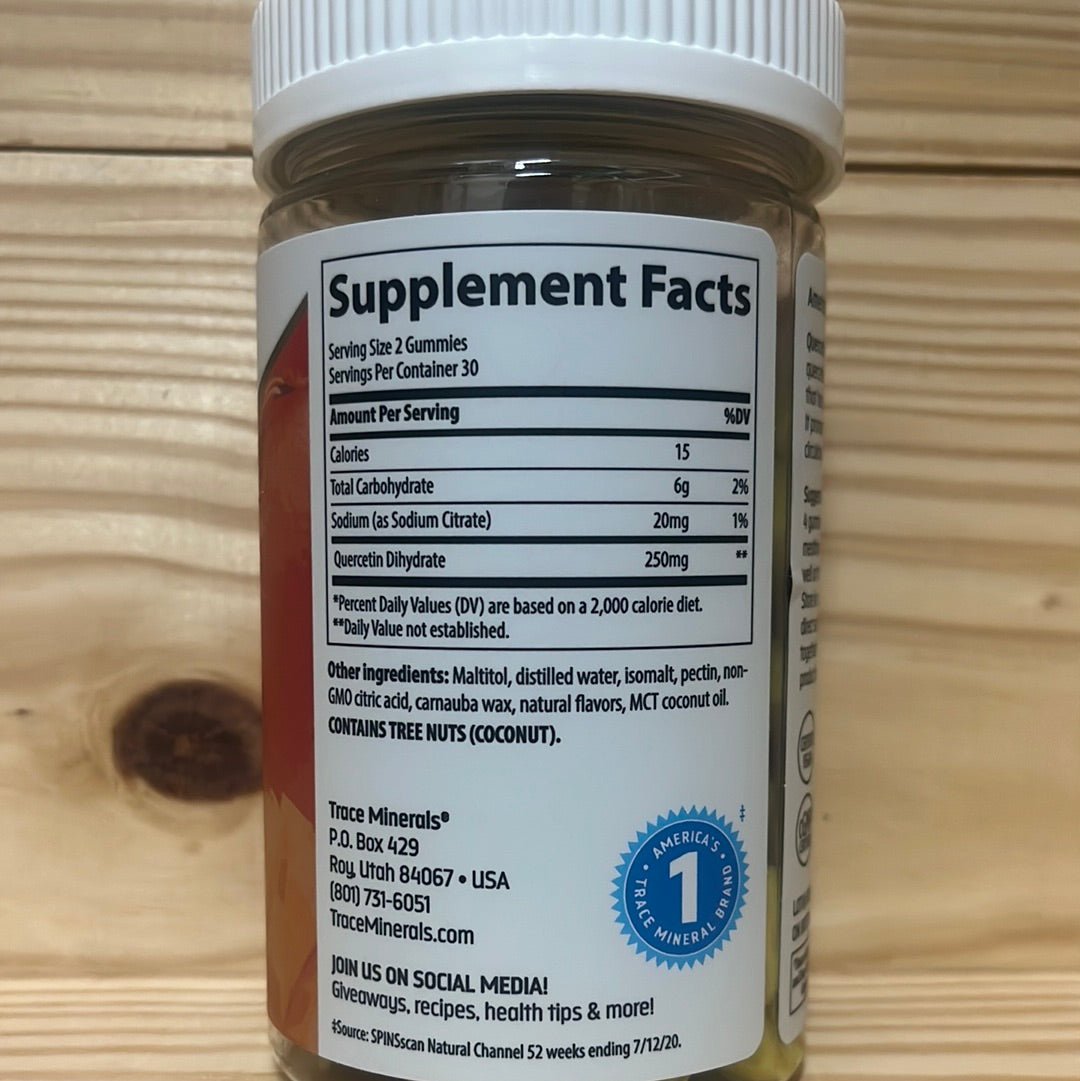 Supplement Facts
Serving Size 2 Gummies
Servings Per Container 30
Amount Per Serving %DV
Calories 15
Total Carbohydrate 6g 2%
Sodium (as Sodium Citrate) 20mg 1%
Quercetin Dihydrate 250mg **
*Percent Daily Values (DV) are based on a 2,000 calorie diet.
**Daily Value not established.
Other ingredients: Maltitol, distilled water, isomalt, pectin, non-
GMO citric acid, carnauba wax, natural flavors, MCT coconut oil.
CONTAINS TREE NUTS (COCONUT).
Trace Minerals®
P.O. Box 429
Roy, Utah 84067 • USA
(801) 731-6051
TraceMinerals.com
‡
• AMERICA'S •
1
TRACE MINERAL BRAND
JOIN US ON SOCIAL MEDIA!
Giveaways, recipes, health tips & more!
‡Source: SPINSscan Natural Channel 52 weeks ending 7/12/20.